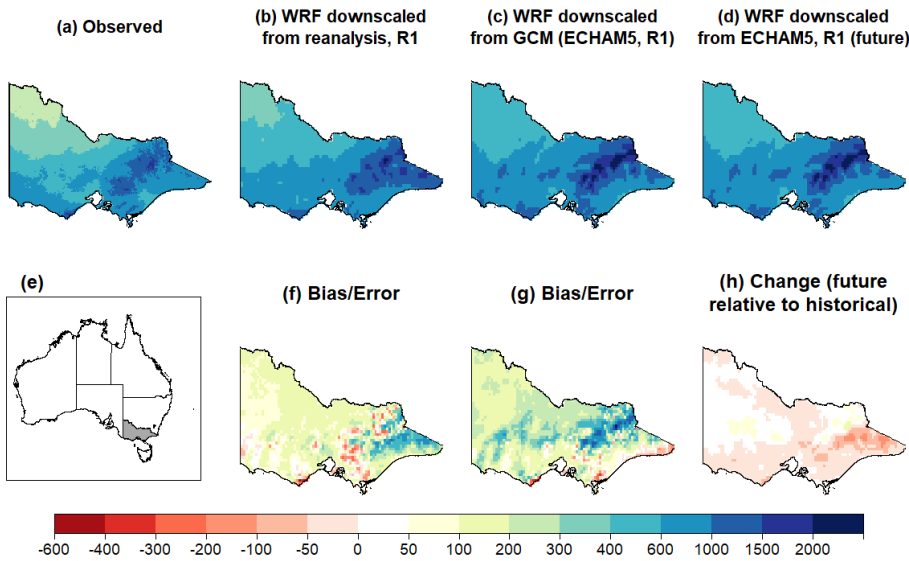 (a) Observed
(b) WRF downscaled
from reanalysis, R1
(c) WRF downscaled
from GCM (ECHAM5, R1)
(d) WRF downscaled
from ECHAM5, R1 (future)
(e)
(f) Bias/Error
(g) Bias/Error
(h) Change (future
relative to historical)
-600 -400 -300 -200 -100 -50 0 50 100 200 300 400 600 1000 1500 2000